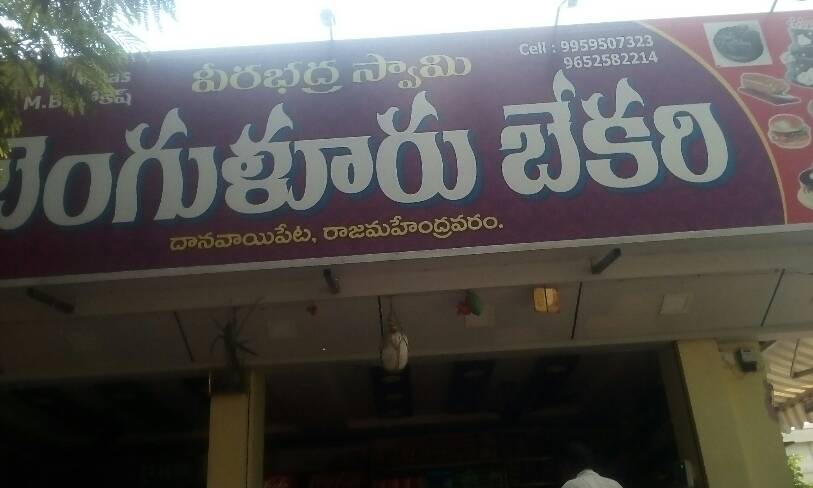 వీరభద్ర స్వామి
Cell : 9959507323
9652582214
M.B.
బెంగుళూరు బేకరి
దానవాయిపేట, రాజమహేంద్రవరం.